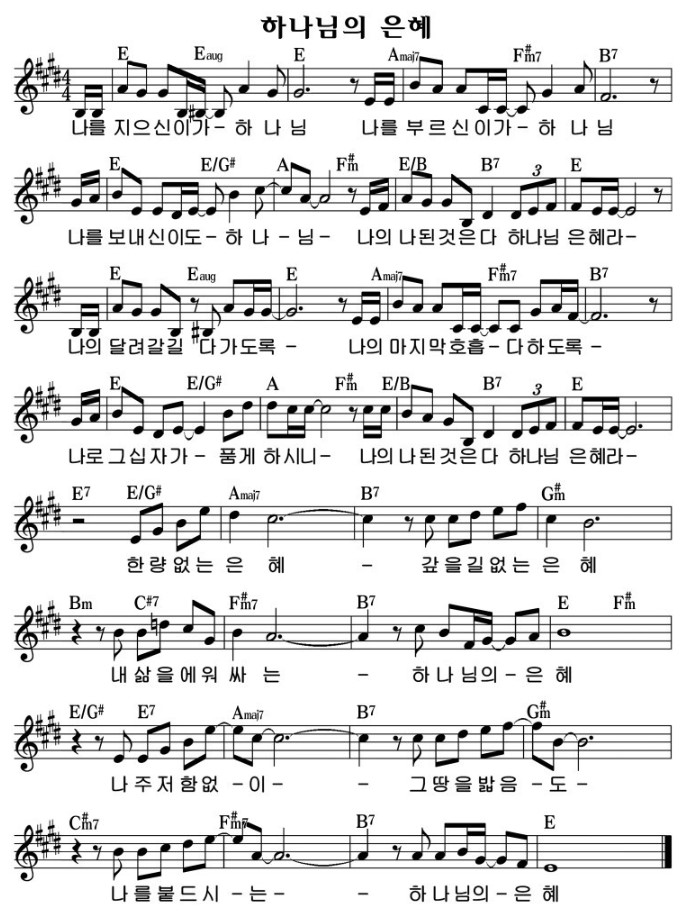 하나님의 은혜
E Eaug E Amaj7 F#m7 B7
4
4
나를 지으신이가- 하 나 님 나를 부르신이가- 하 나 님
E E/G# A F#m E/B B7 3 E
나를 보내신이도- 하 나- 님- 나의 나된것은다 하나님 은혜라-
E Eaug E Amaj7 F#m7 B7
나의 달려갈길 다가도록 - 나의 마지막호흡- 다하도록 -
E E/G# A F#m E/B B7 3 E
나로 그십자가- 품게 하시니- 나의 나된것은다 하나님 은혜라-
E7 E/G# Amaj7 B7 G#m
한 량 없 는 은 혜 - 갚 을 길 없 는 은 혜
Bm C#7 F#m7 B7 E F#m
내 삶 을 에 워 싸 는 - 하 나 님의 - 은 혜
E/G# E7 Amaj7 B7 G#m
나 주 저 함 없 - 이 - - 그 땅 을 밟 음 - 도 -
C#m7 F#m7 B7 E
나 를 붙 드 시 - 는 - - 하 나 님의 - 은 혜